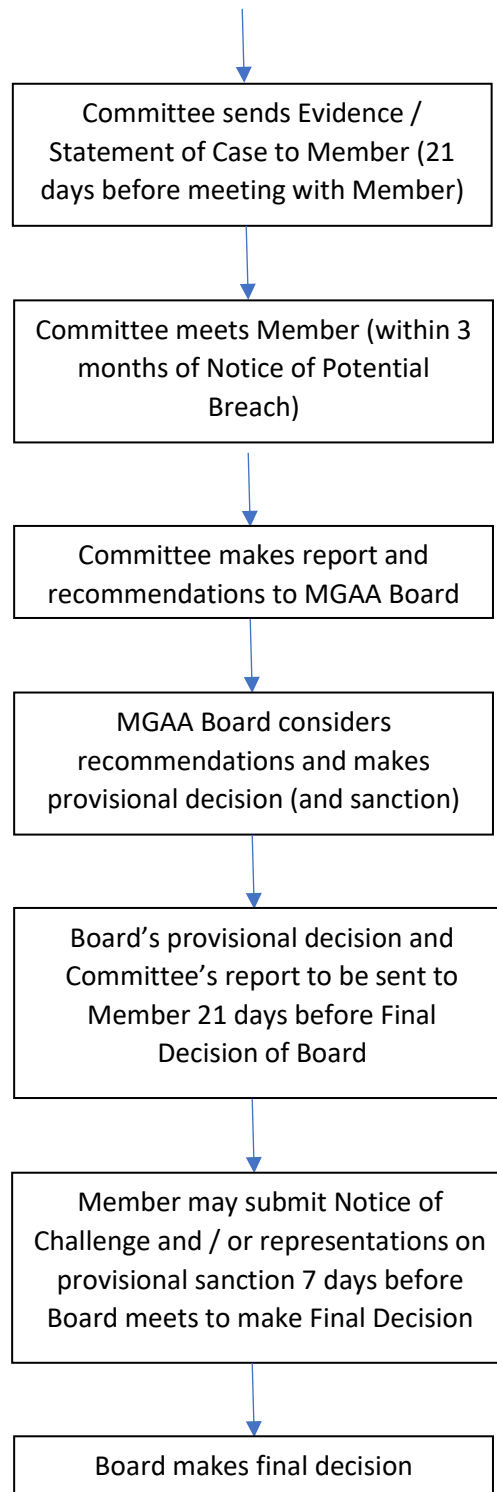 Committee sends Evidence /
Statement of Case to Member (21
days before meeting with Member)
Committee meets Member (within 3
months of Notice of Potential
Breach)
Committee makes report and
recommendations to MGAA Board
MGAA Board considers
recommendations and makes
provisional decision (and sanction)
Board’s provisional decision and
Committee’s report to be sent to
Member 21 days before Final
Decision of Board
Member may submit Notice of
Challenge and / or representations on
provisional sanction 7 days before
Board meets to make Final Decision
Board makes final decision